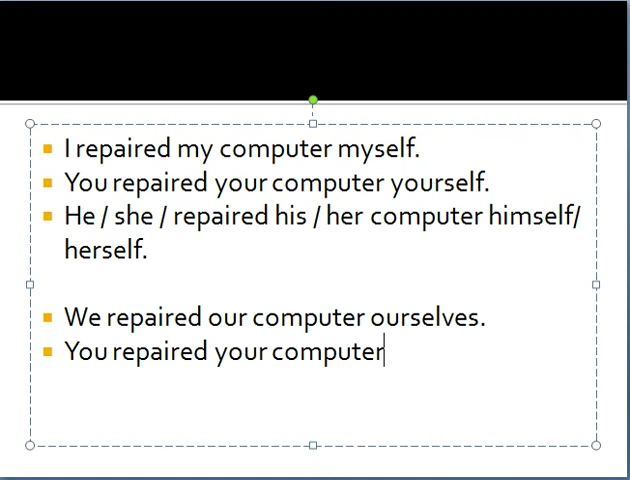 I repaired my computer myself.
You repaired your computer yourself.
He / she / repaired his / her computer himself/
herself.
We repaired our computer ourselves.
You repaired your computer